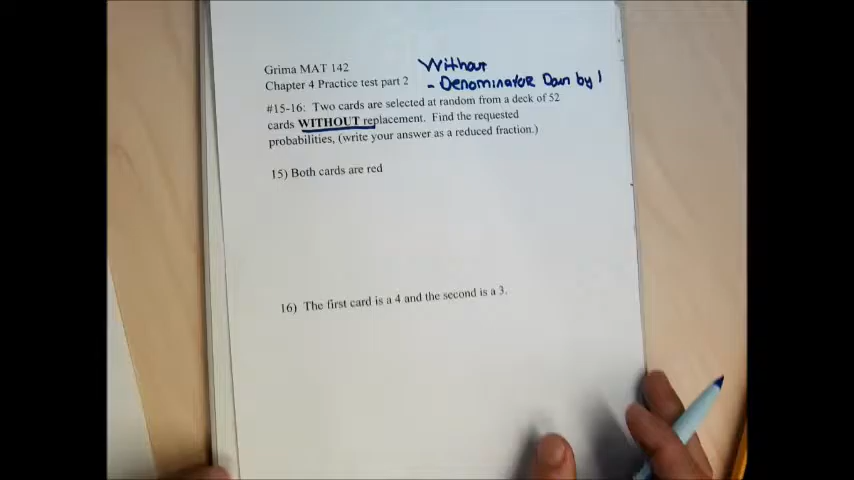 Grima MAT 142
Chapter 4 Practice test part 2
Without
- Denominator Down by 1
#15-16: Two cards are selected at random from a deck of 52
cards WITHOUT replacement. Find the requested
probabilities, (write your answer as a reduced fraction.)
15) Both cards are red
16) The first card is a 4 and the second is a 3.